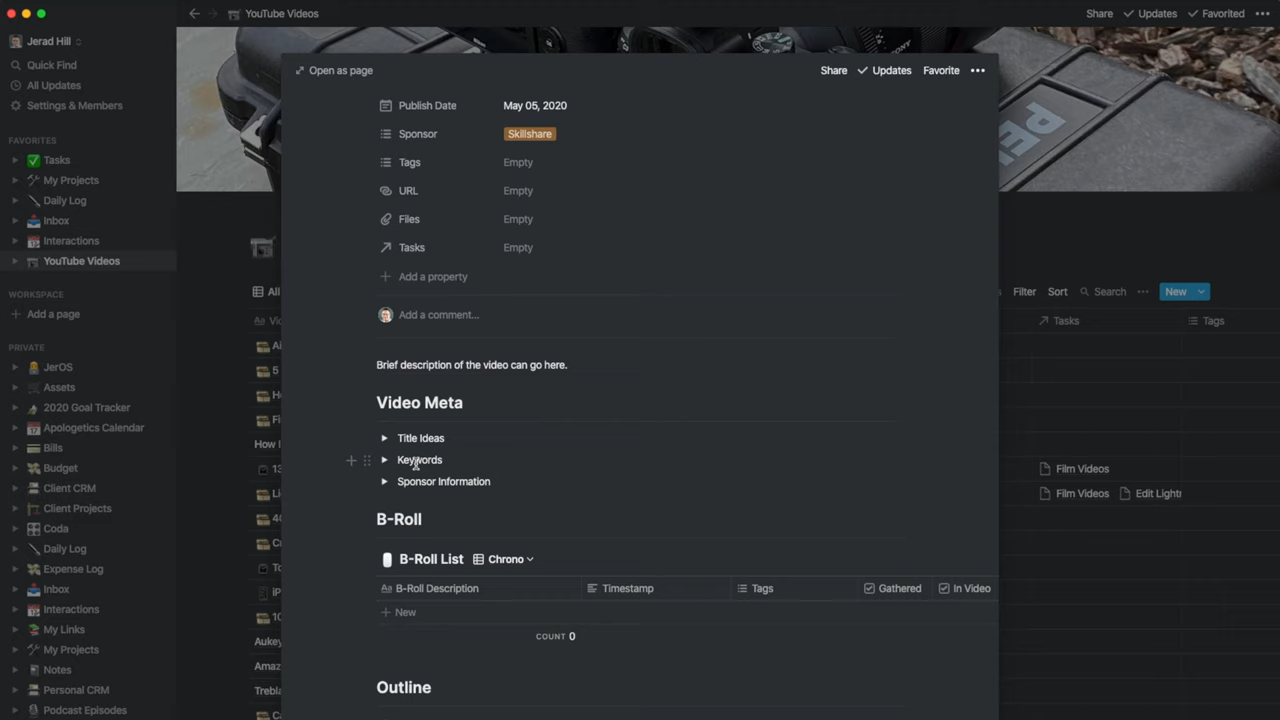 YouTube Videos
Share Updates Favorited
Jerad Hill
Quick Find
All Updates
Settings & Members
FAVORITES
Tasks
My Projects
Daily Log
Inbox
Interactions
YouTube Videos
WORKSPACE
Add a page
PRIVATE
JerOS
Assets
2020 Goal Tracker
Apologetics Calendar
Bills
Budget
Client CRM
Client Projects
Coda
Daily Log
Expense Log
Inbox
Interactions
My Links
My Projects
Notes
Personal CRM
Podcast Episodes
Open as page
Share Updates Favorite
Publish Date May 05, 2020
Sponsor Skillshare
Tags Empty
URL Empty
Files Empty
Tasks Empty
Add a property
Add a comment...
Brief description of the video can go here.
Video Meta
Title Ideas
Keywords
Sponsor Information
B-Roll
B-Roll List Chrono
B-Roll Description Timestamp Tags Gathered In Video
New
COUNT 0
Outline
All
Filter Sort Search New
Tasks Tags
5
How
13
Film Videos
Film Videos Edit
Aukey
Amaz